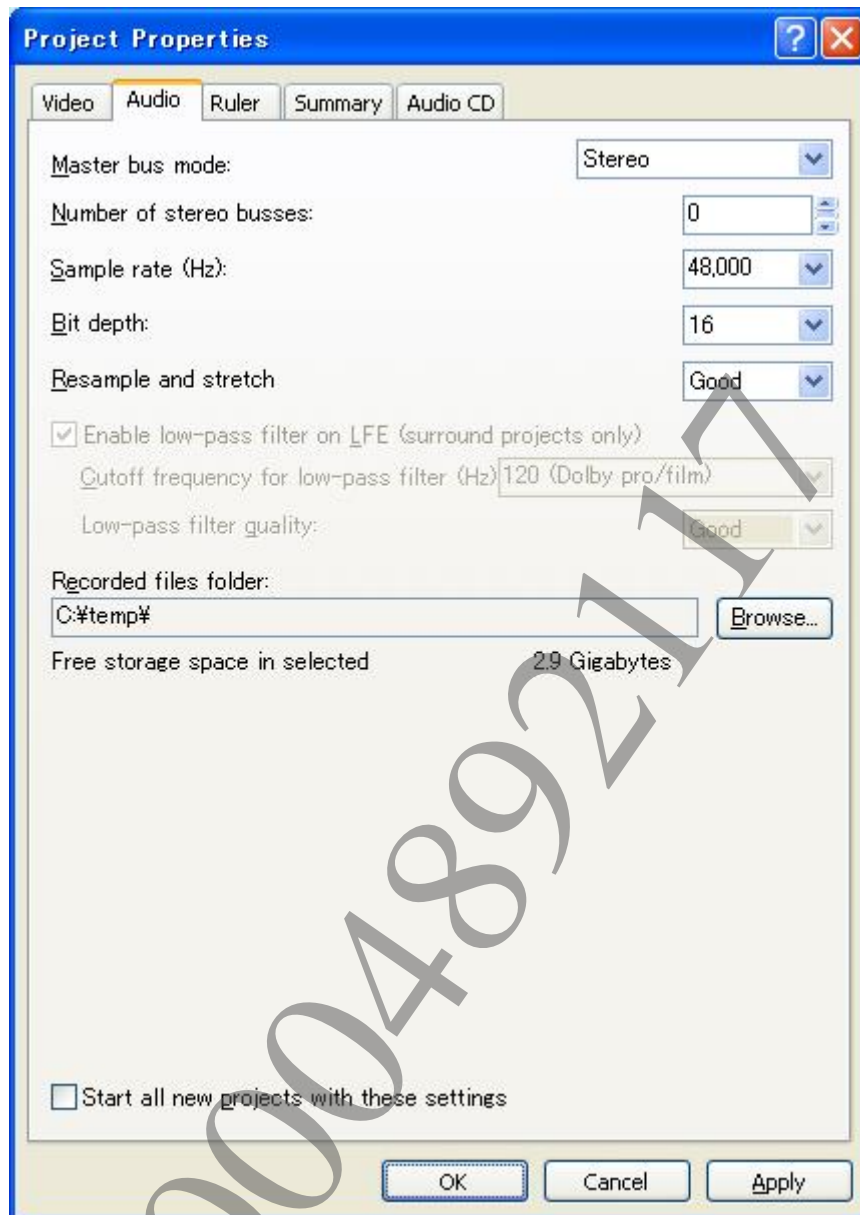 Project Properties
Video Audio Ruler Summary Audio CD
Master bus mode: Stereo
Number of stereo busses: 0
Sample rate (Hz): 48,000
Bit depth: 16
Resample and stretch Good
Enable low-pass filter on LFE (surround projects only)
Cutoff frequency for low-pass filter (Hz) 120 (Dolby pro/film)
Low-pass filter quality: Good
Recorded files folder:
C:¥temp¥ Browse...
Free storage space in selected 2.9 Gigabytes
Start all new projects with these settings
OK Cancel Apply